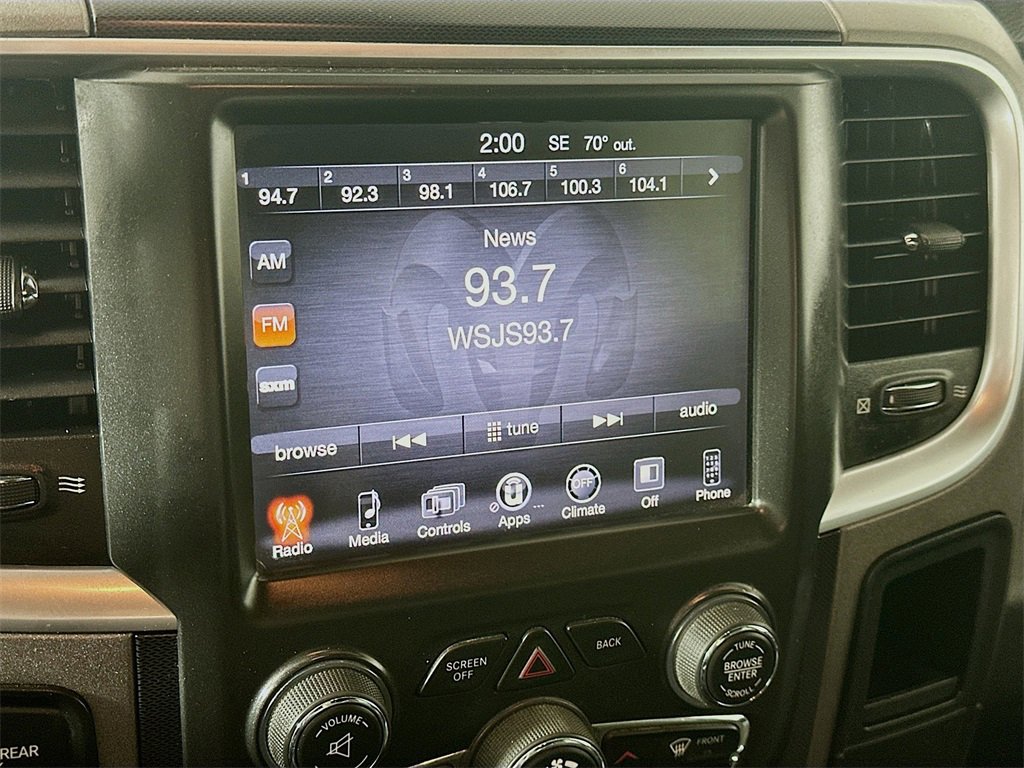 2:00 SE 70° out.
1 2 3 4 5 6
94.7 92.3 98.1 106.7 100.3 104.1
News
AM
93.7
FM
WSJS93.7
sxm
browse tune audio
Radio Media Controls Apps Climate Off Phone
OFF
SCREEN
OFF
BACK
TUNE
BROWSE
ENTER
SCROLL
VOLUME
REAR
FRONT